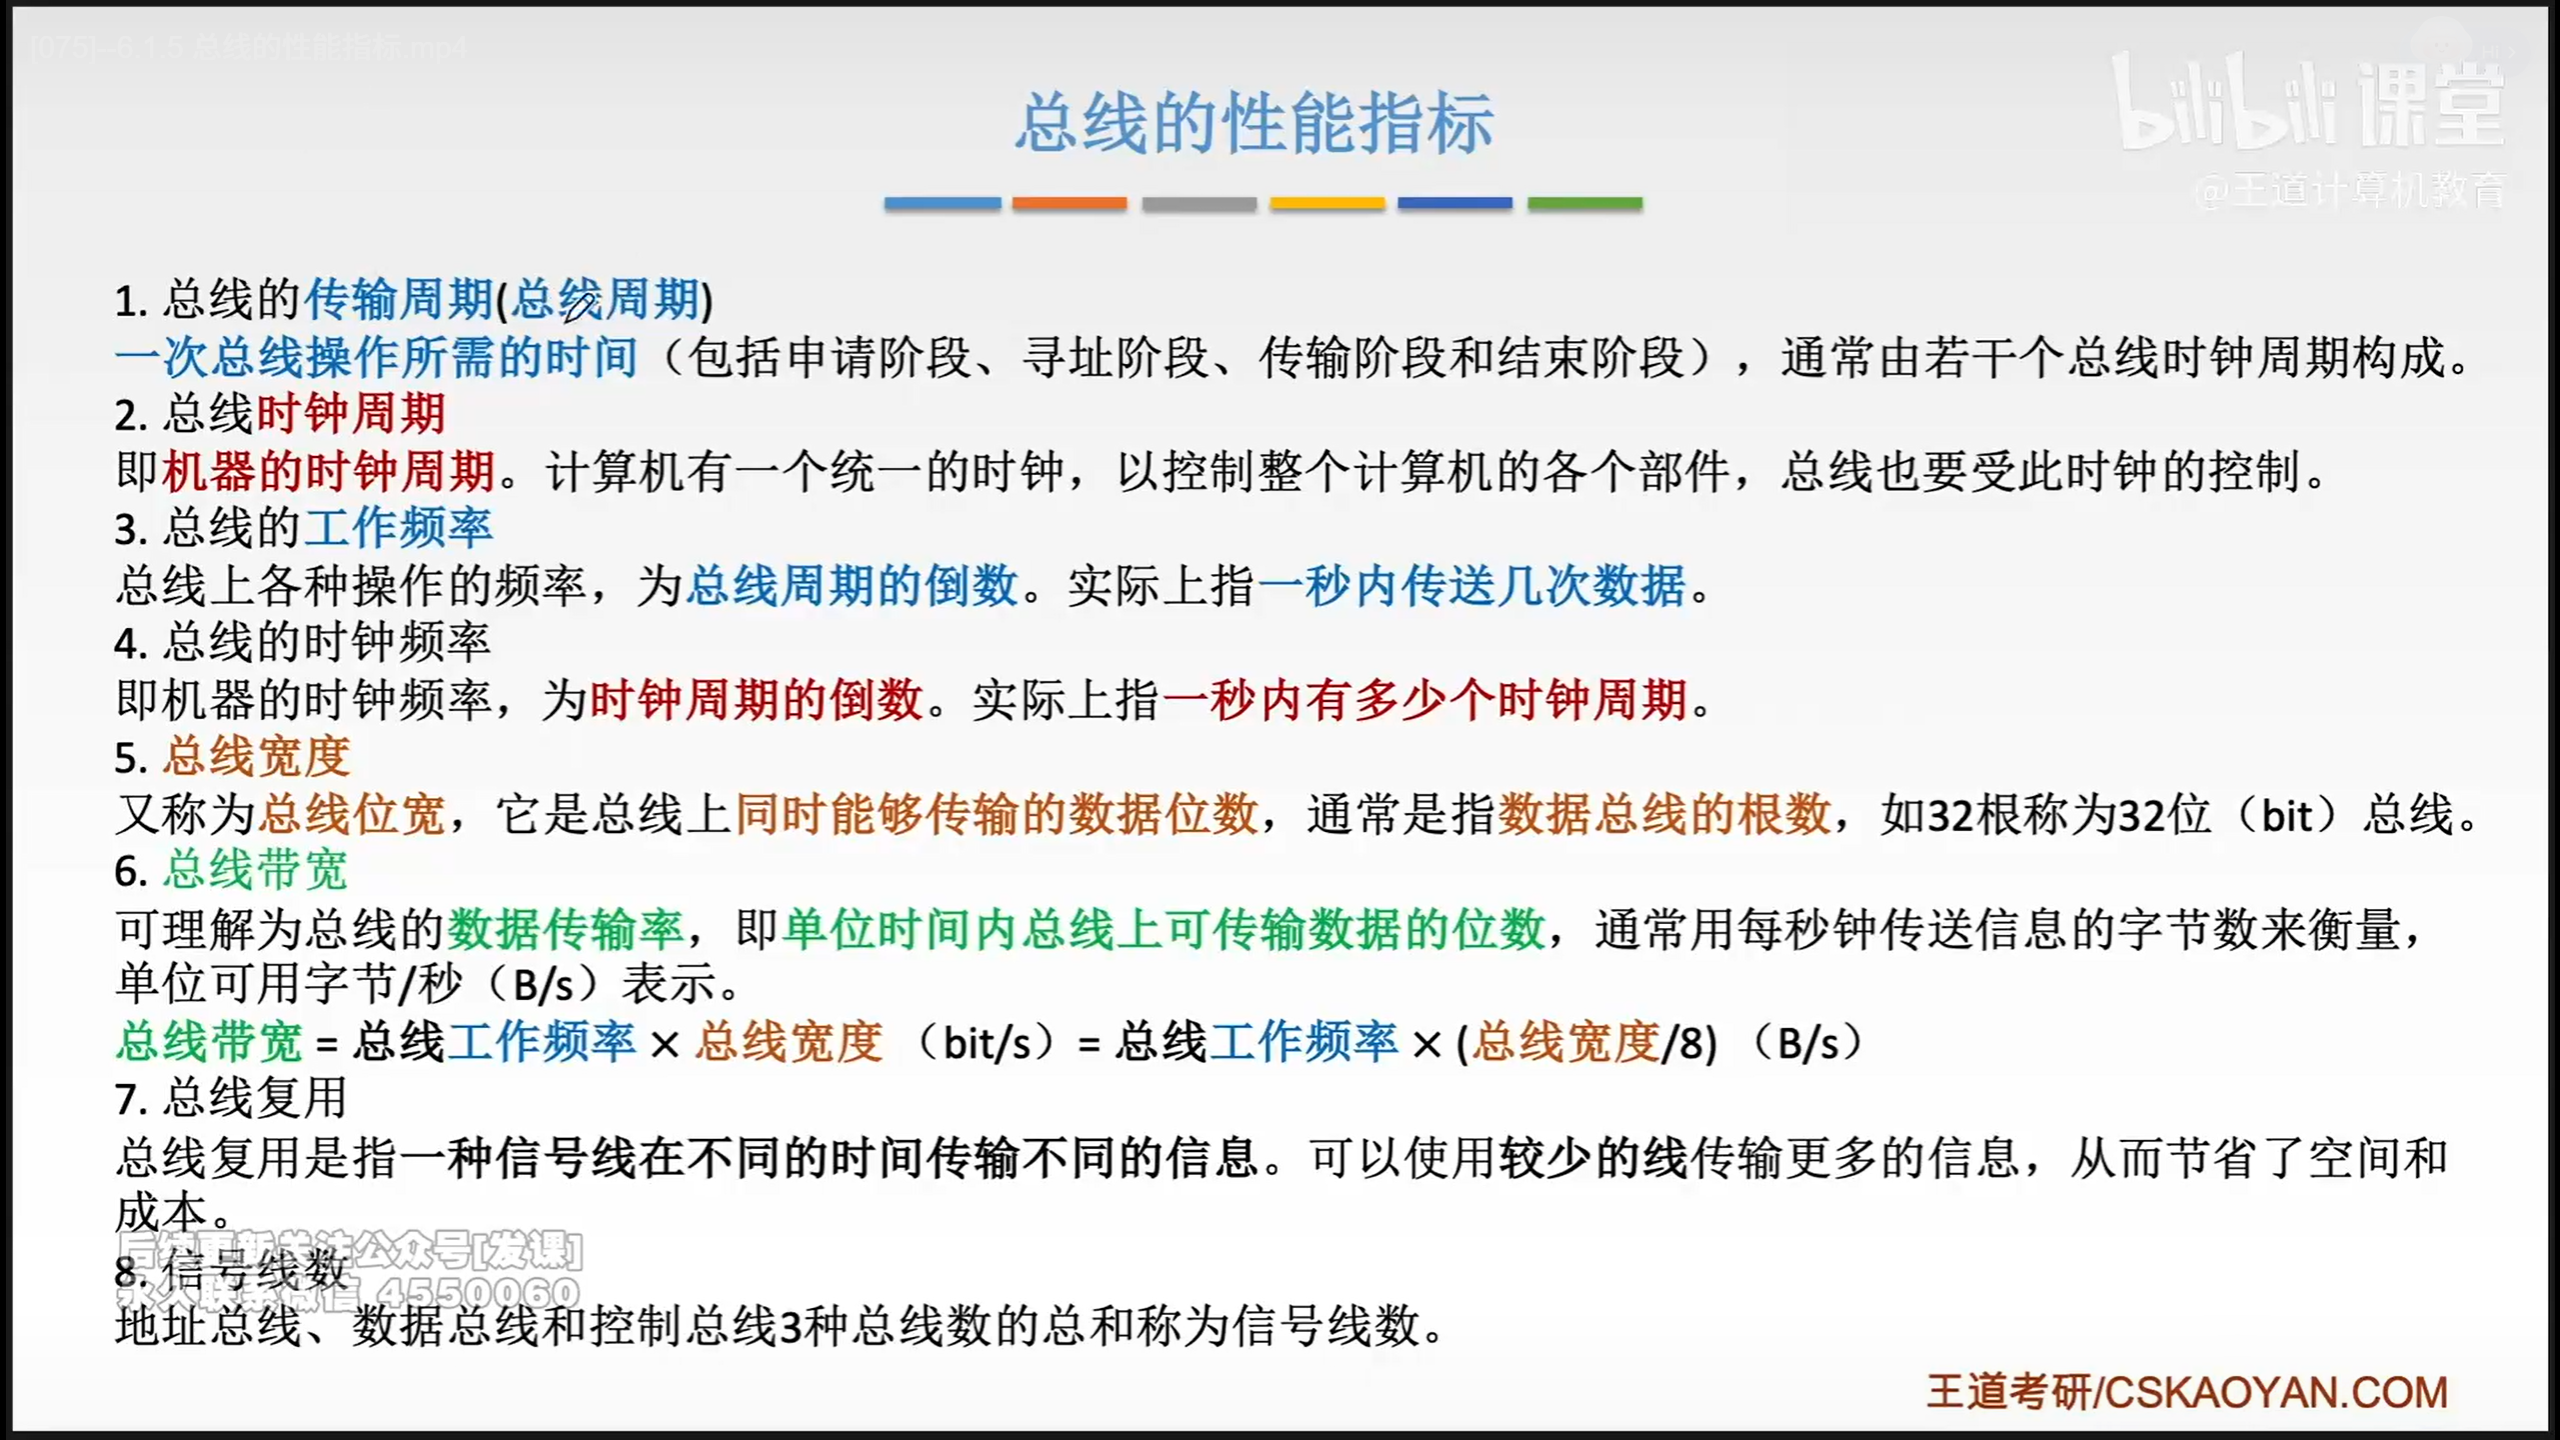 [075]--6.1.5 总线的性能指标.mp4
bilibili 课堂
@王道计算机教育
总线的性能指标
1. 总线的传输周期(总线周期)
一次总线操作所需的时间（包括申请阶段、寻址阶段、传输阶段和结束阶段），通常由若干个总线时钟周期构成。
2. 总线时钟周期
即机器的时钟周期。计算机有一个统一的时钟，以控制整个计算机的各个部件，总线也要受此时钟的控制。
3. 总线的工作频率
总线上各种操作的频率，为总线周期的倒数。实际上指一秒内传送几次数据。
4. 总线的时钟频率
即机器的时钟频率，为时钟周期的倒数。实际上指一秒内有多少个时钟周期。
5. 总线宽度
又称为总线位宽，它是总线上同时能够传输的数据位数，通常是指数据总线的根数，如32根称为32位（bit）总线。
6. 总线带宽
可理解为总线的数据传输率，即单位时间内总线上可传输数据的位数，通常用每秒钟传送信息的字节数来衡量，
单位可用字节/秒（B/s）表示。
总线带宽 = 总线工作频率 × 总线宽度 （bit/s）= 总线工作频率 × (总线宽度/8) （B/s）
7. 总线复用
总线复用是指一种信号线在不同的时间传输不同的信息。可以使用较少的线传输更多的信息，从而节省了空间和
成本。
后续更新关注公众号[发课]
8. 信号线数
永久联系微信 4550060
地址总线、数据总线和控制总线3种总线数的总和称为信号线数。
王道考研/CSKAOYAN.COM